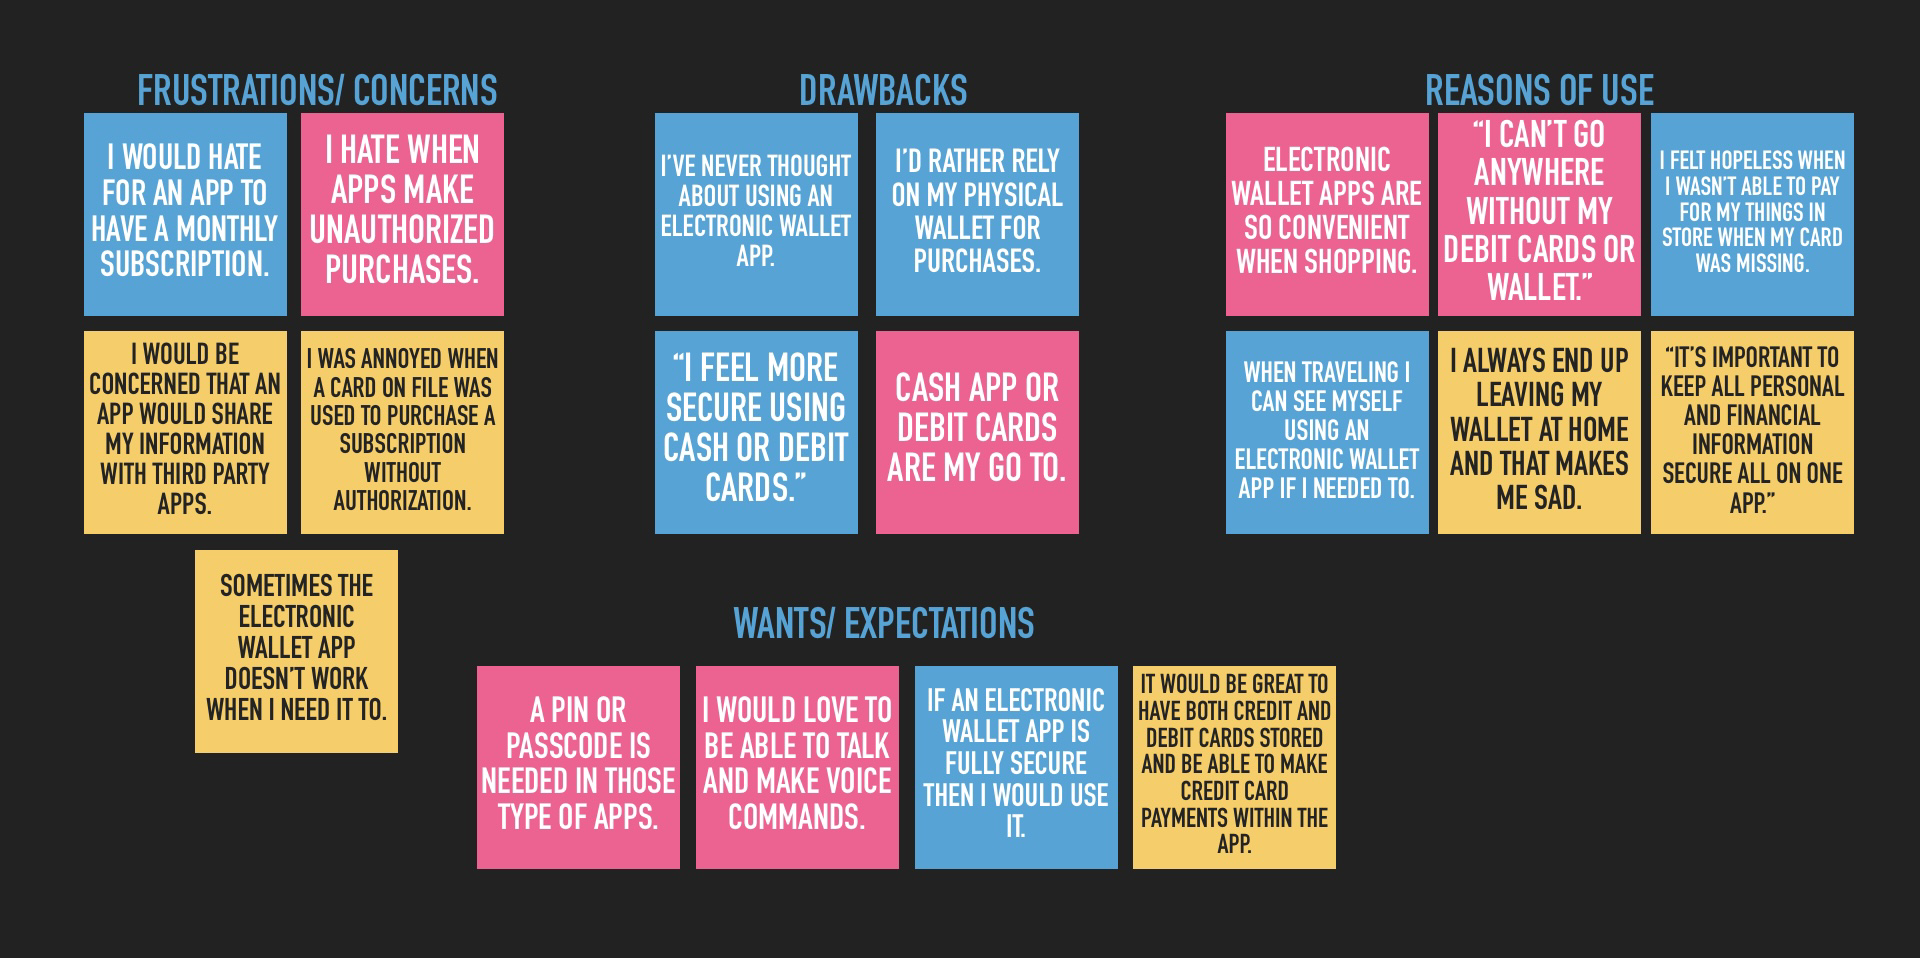 FRUSTRATIONS/ CONCERNS
I WOULD HATE
FOR AN APP TO
HAVE A MONTHLY
SUBSCRIPTION.
I HATE WHEN
APPS MAKE
UNAUTHORIZED
PURCHASES.
I WOULD BE
CONCERNED THAT AN
APP WOULD SHARE
MY INFORMATION
WITH THIRD PARTY
APPS.
I WAS ANNOYED WHEN
A CARD ON FILE WAS
USED TO PURCHASE A
SUBSCRIPTION
WITHOUT
AUTHORIZATION.
SOMETIMES THE
ELECTRONIC
WALLET APP
DOESN’T WORK
WHEN I NEED IT TO.
DRAWBACKS
I’VE NEVER THOUGHT
ABOUT USING AN
ELECTRONIC WALLET
APP.
I’D RATHER RELY
ON MY PHYSICAL
WALLET FOR
PURCHASES.
“I FEEL MORE
SECURE USING
CASH OR DEBIT
CARDS.”
CASH APP OR
DEBIT CARDS
ARE MY GO TO.
REASONS OF USE
ELECTRONIC
WALLET APPS ARE
SO CONVENIENT
WHEN SHOPPING.
“I CAN’T GO
ANYWHERE
WITHOUT MY
DEBIT CARDS OR
WALLET.”
I FELT HOPELESS WHEN
I WASN’T ABLE TO PAY
FOR MY THINGS IN
STORE WHEN MY CARD
WAS MISSING.
WHEN TRAVELING I
CAN SEE MYSELF
USING AN
ELECTRONIC WALLET
APP IF I NEEDED TO.
I ALWAYS END UP
LEAVING MY
WALLET AT HOME
AND THAT MAKES
ME SAD.
“IT’S IMPORTANT TO
KEEP ALL PERSONAL
AND FINANCIAL
INFORMATION
SECURE ALL ON ONE
APP.”
WANTS/ EXPECTATIONS
A PIN OR
PASSCODE IS
NEEDED IN THOSE
TYPE OF APPS.
I WOULD LOVE TO
BE ABLE TO TALK
AND MAKE VOICE
COMMANDS.
IF AN ELECTRONIC
WALLET APP IS
FULLY SECURE
THEN I WOULD USE
IT.
IT WOULD BE GREAT TO
HAVE BOTH CREDIT AND
DEBIT CARDS STORED
AND BE ABLE TO MAKE
CREDIT CARD
PAYMENTS WITHIN THE
APP.